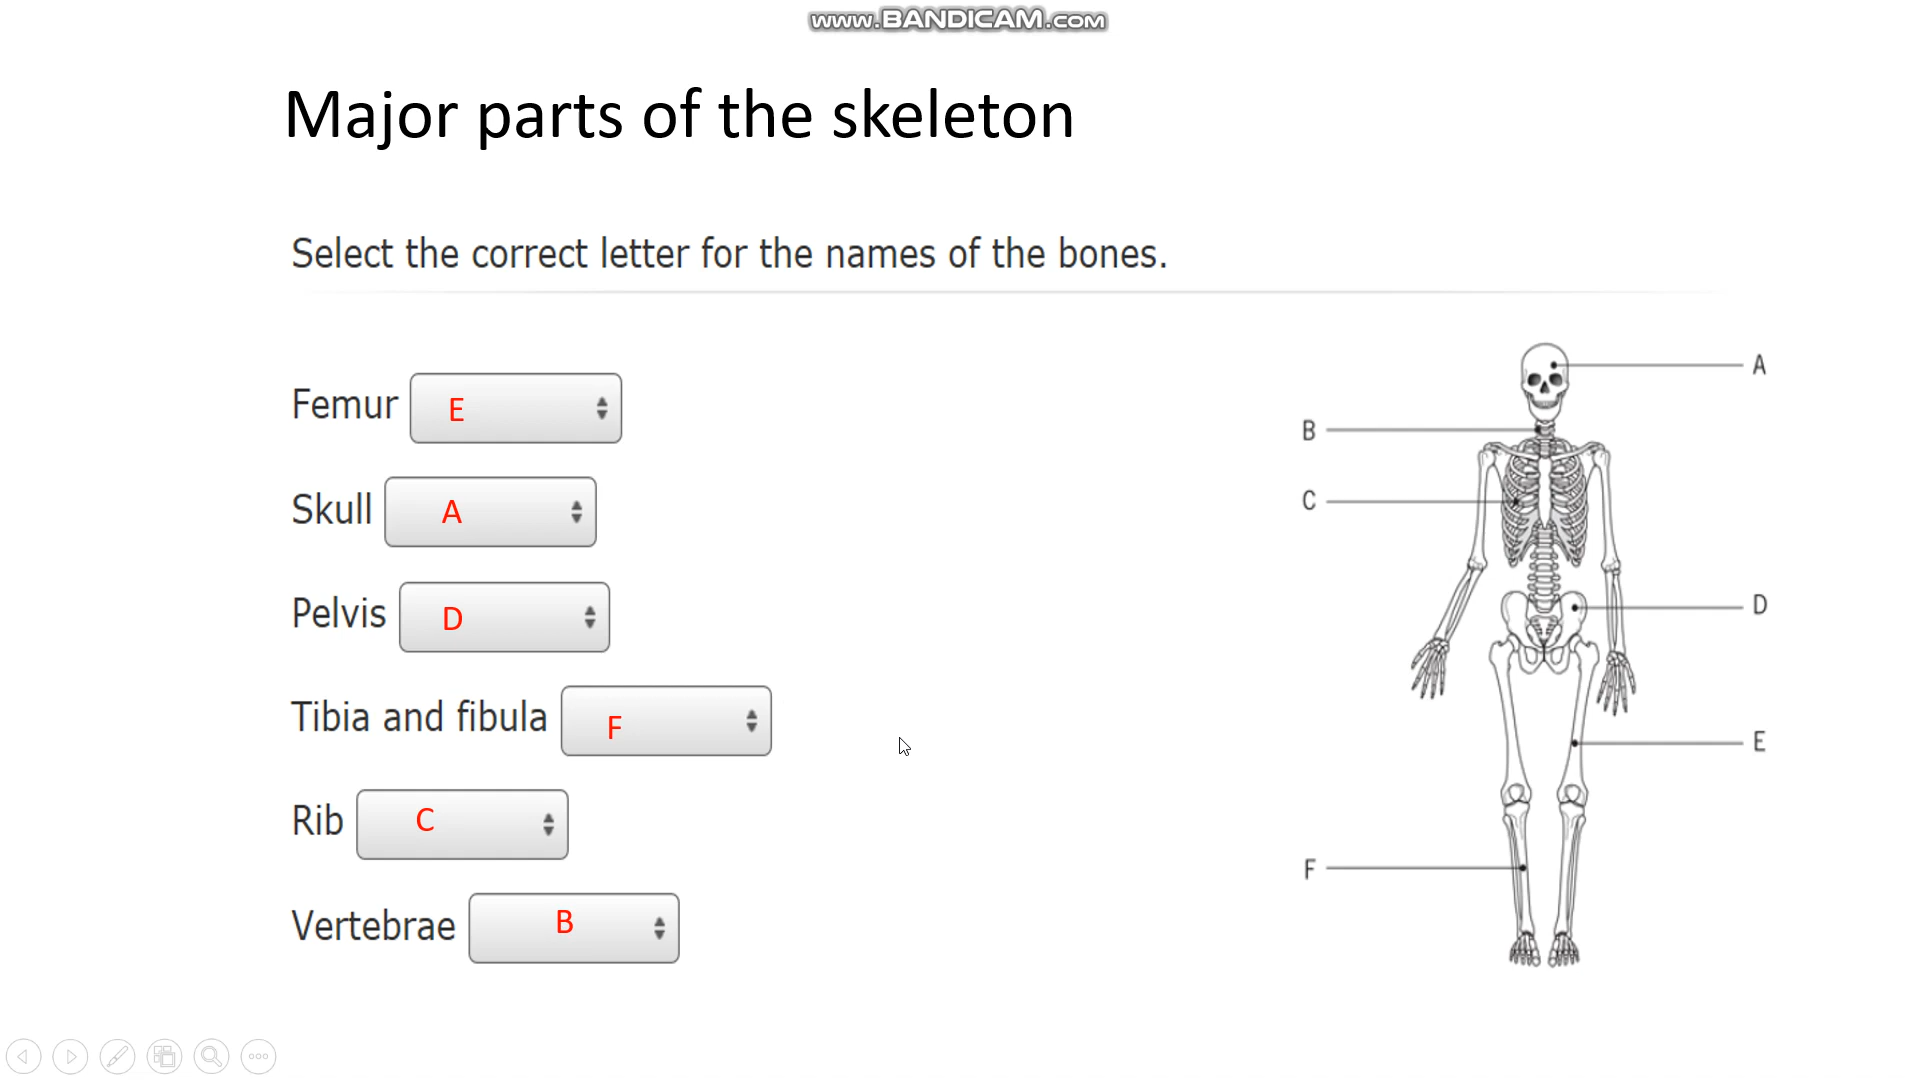 www.BANDICAM.com
Major parts of the skeleton
Select the correct letter for the names of the bones.
Femur E
Skull A
Pelvis D
Tibia and fibula F
Rib C
Vertebrae B
A
B
C
D
E
F